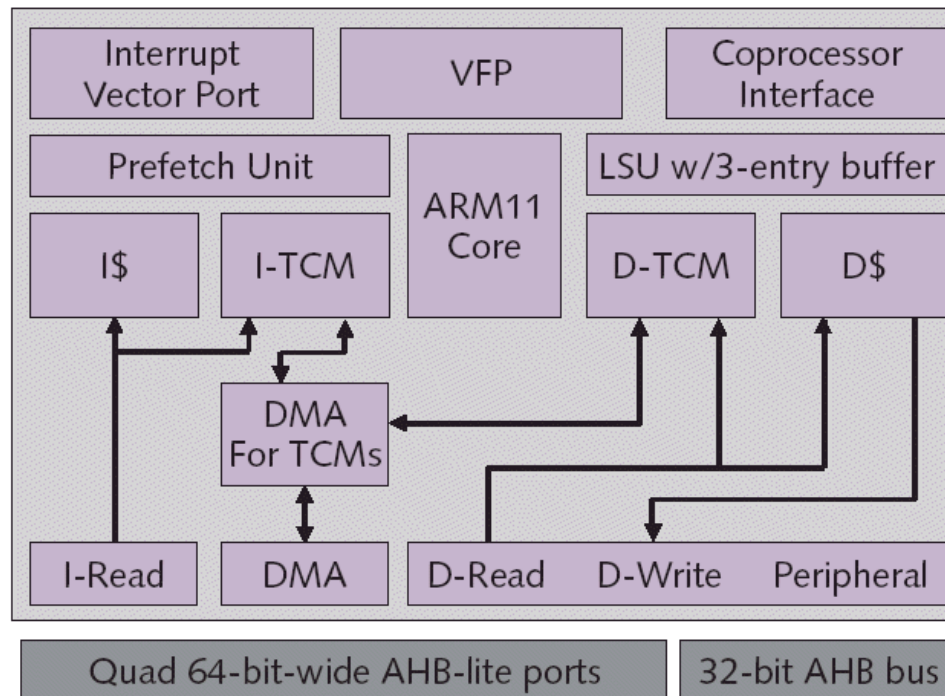 Interrupt
Vector Port
VFP
Coprocessor
Interface
Prefetch Unit
ARM11
Core
LSU w/3-entry buffer
I$
I-TCM
D-TCM
D$
DMA
For TCMs
I-Read
DMA
D-Read
D-Write
Peripheral
Quad 64-bit-wide AHB-lite ports
32-bit AHB bus